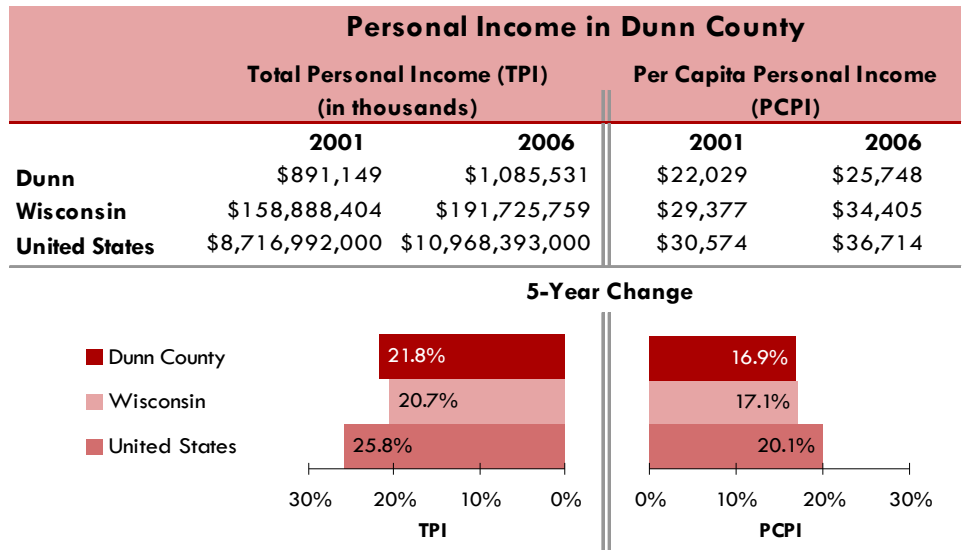 Personal Income in Dunn County
Total Personal Income (TPI) Per Capita Personal Income
(in thousands) (PCPI)
2001 2006 2001 2006
Dunn $891,149 $1,085,531 $22,029 $25,748
Wisconsin $158,888,404 $191,725,759 $29,377 $34,405
United States $8,716,992,000 $10,968,393,000 $30,574 $36,714
5-Year Change
Dunn County 21.8% 16.9%
Wisconsin 20.7% 17.1%
United States 25.8% 20.1%
30% 20% 10% 0% 0% 10% 20% 30%
TPI PCPI